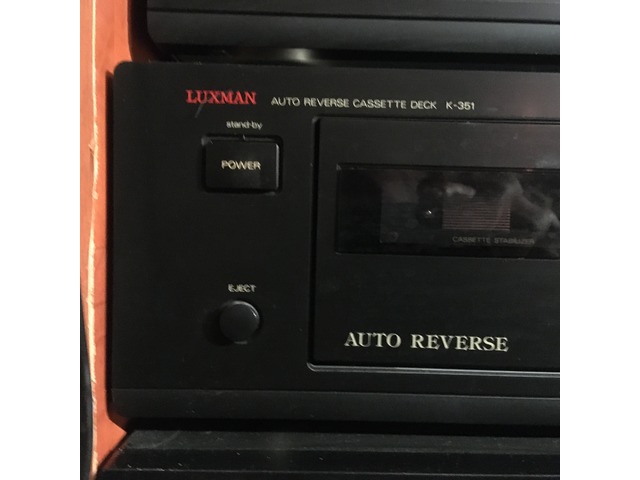 LUXMAN AUTO REVERSE CASSETTE DECK K-351
stand-by
POWER
CASSETTE STABILIZER
EJECT
AUTO REVERSE